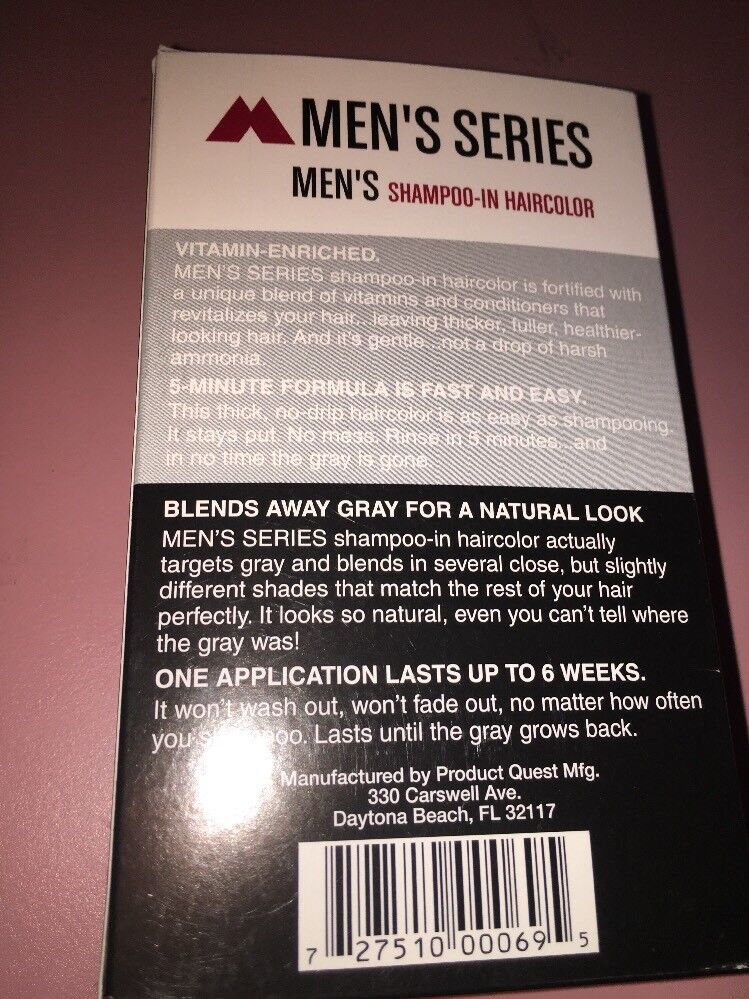 MEN'S SERIES
MEN'S SHAMPOO-IN HAIRCOLOR
VITAMIN-ENRICHED.
MEN'S SERIES shampoo-in haircolor is fortified with
a unique blend of vitamins and conditioners that
revitalizes your hair...leaving thicker, fuller, healthier-
looking hair. And it's gentle...not a drop of harsh
ammonia.
5-MINUTE FORMULA IS FAST AND EASY.
This thick, no-drip haircolor is as easy as shampooing.
It stays put. No mess. Rinse in 5 minutes...and
in no time the gray is gone.
BLENDS AWAY GRAY FOR A NATURAL LOOK
MEN'S SERIES shampoo-in haircolor actually
targets gray and blends in several close, but slightly
different shades that match the rest of your hair
perfectly. It looks so natural, even you can't tell where
the gray was!
ONE APPLICATION LASTS UP TO 6 WEEKS.
It won't wash out, won't fade out, no matter how often
you shampoo. Lasts until the gray grows back.
Manufactured by Product Quest Mfg.
330 Carswell Ave.
Daytona Beach, FL 32117
7 27510 00069 5